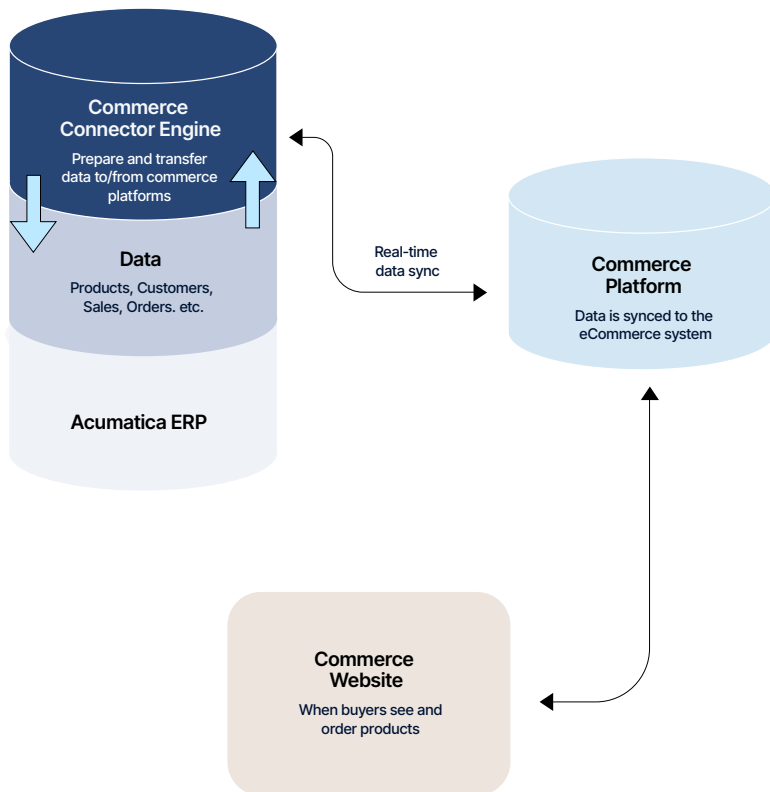 Commerce
Connector Engine
Prepare and transfer
data to/from commerce
platforms
Data
Products, Customers,
Sales, Orders. etc.
Acumatica ERP
Real-time
data sync
Commerce
Platform
Data is synced to the
eCommerce system
Commerce
Website
When buyers see and
order products